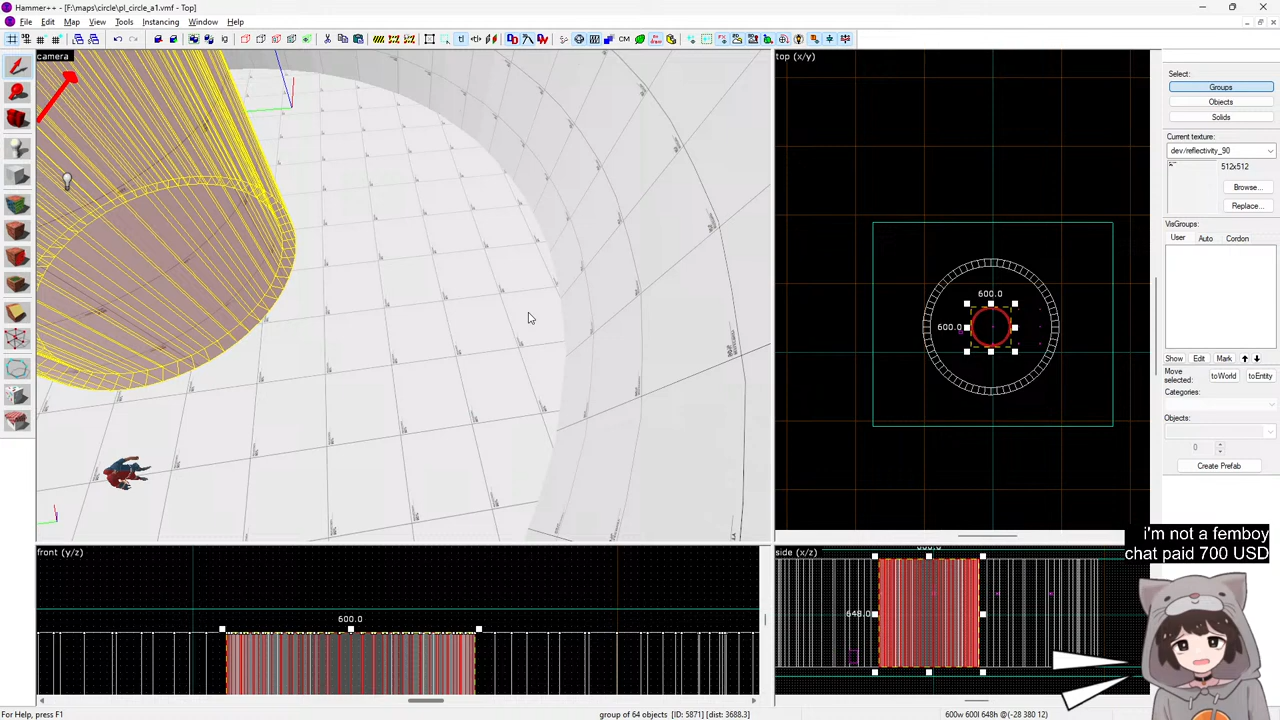 Hammer++ - [F:\maps\circle\pl_circle_a1.vmf - Top]
File Edit Map View Tools Instancing Window Help
camera
top (x/y)
Select:
Groups
Objects
Solids
Current texture:
dev/reflectivity_90
512x512
Browse...
Replace...
VisGroups:
User Auto Cordon
600.0
600.0
Show Edit Mark
Move selected:
toWorld toEntity
Categories:
Objects:
0
Create Prefab
i'm not a femboy
chat paid 700 USD
front (y/z)
600.0
side (x/z)
600.0
648.0
For Help, press F1
group of 64 objects [ID: 5871] [dist: 3688.3]
600w 600l 648h @(-28 380 12)